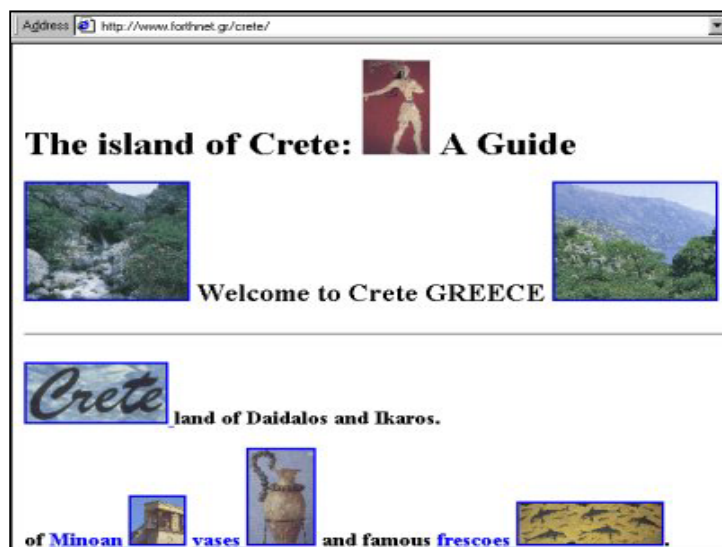 Address http://www.forthnet.gr/crete/
The island of Crete: A Guide
Welcome to Crete GREECE
Crete land of Daidalos and Ikaros.
of Minoan vases and famous frescoes .